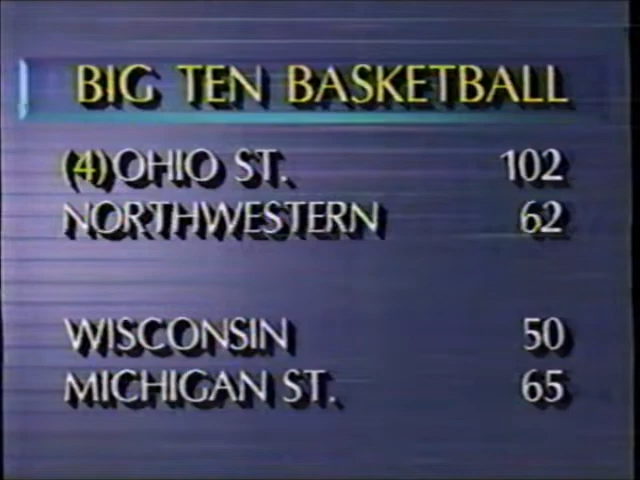 BIG TEN BASKETBALL
(4)OHIO ST. 102
NORTHWESTERN 62
WISCONSIN 50
MICHIGAN ST. 65